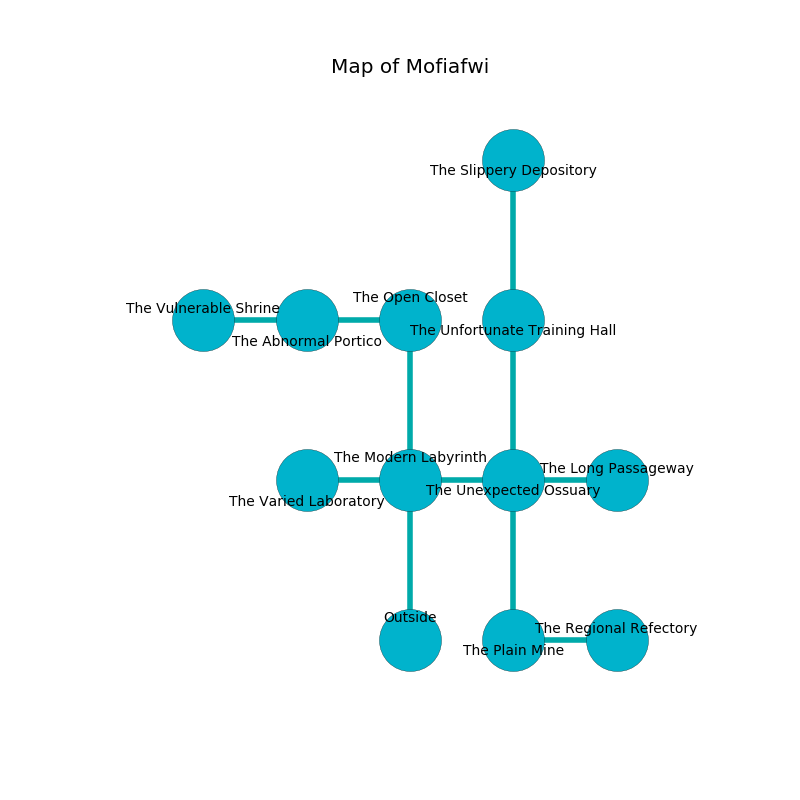 Map of Mofiafwi
The Slippery Depository
The Open Closet
The Vulnerable Shrine
The Unfortunate Training Hall
The Abnormal Portico
The Modern Labyrinth
The Long Passageway
The Unexpected Ossuary
The Varied Laboratory
Outside
The Regional Refectory
The Plain Mine